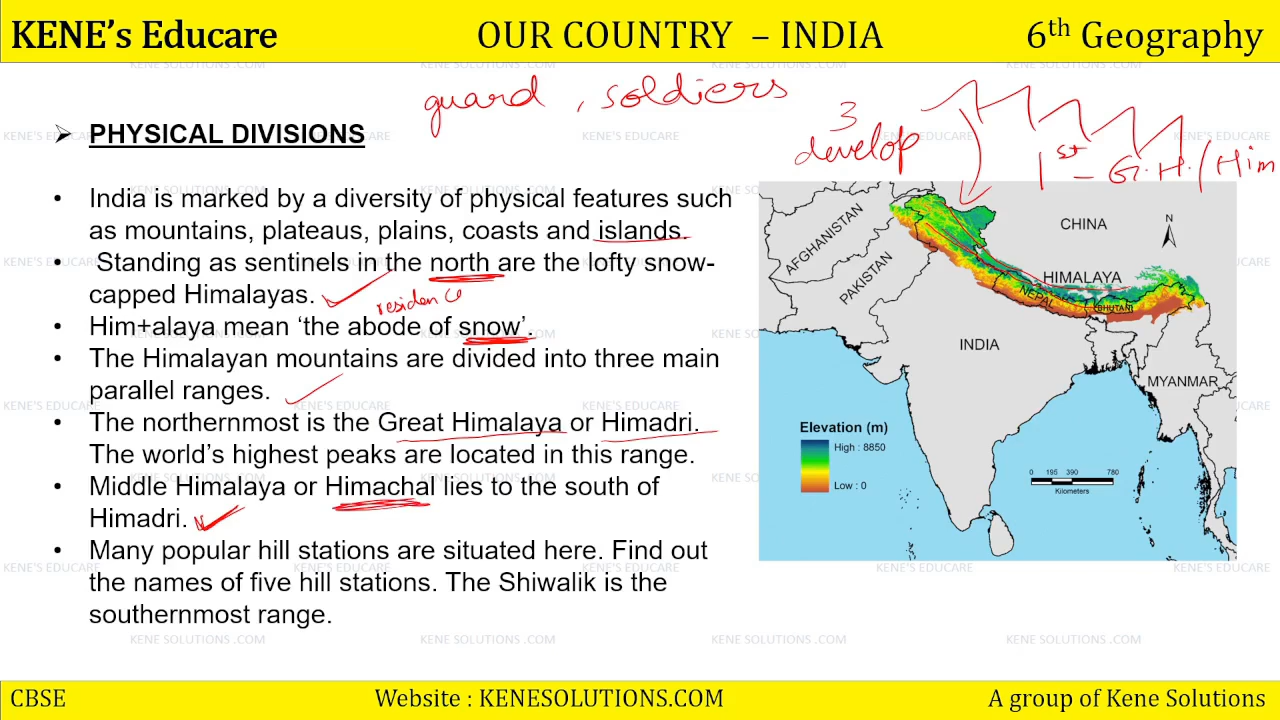 KENE's Educare OUR COUNTRY – INDIA 6th Geography
guard, soldiers
3
develop
1st – G.H. / Him
➢ PHYSICAL DIVISIONS
• India is marked by a diversity of physical features such
as mountains, plateaus, plains, coasts and islands.
• Standing as sentinels in the north are the lofty snow-
capped Himalayas.
residence
• Him+alaya mean ‘the abode of snow’.
• The Himalayan mountains are divided into three main
parallel ranges.
• The northernmost is the Great Himalaya or Himadri.
The world’s highest peaks are located in this range.
• Middle Himalaya or Himachal lies to the south of
Himadri.
• Many popular hill stations are situated here. Find out
the names of five hill stations. The Shiwalik is the
southernmost range.
AFGHANISTAN
PAKISTAN
CHINA
N
HIMALAYA
NEPAL
BHUTAN
INDIA
MYANMAR
Elevation (m)
High : 8850
Low : 0
0 195 390 780
Kilometers
KENE SOLUTIONS .COM
KENE'S EDUCARE
CBSE Website : KENESOLUTIONS.COM A group of Kene Solutions